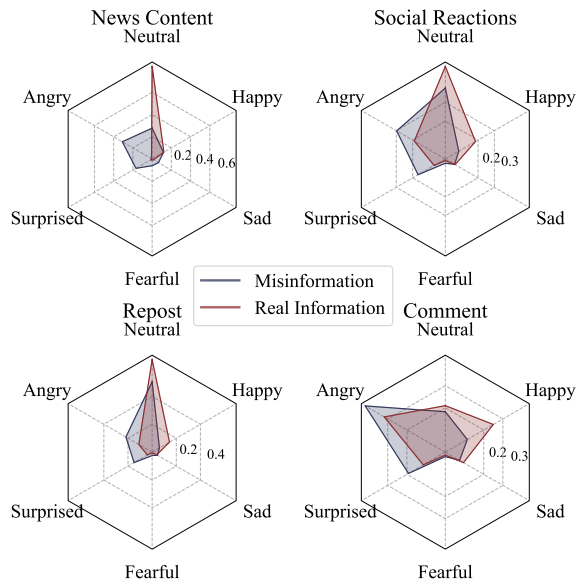 News Content
Neutral
Angry
Happy
0.2 0.4 0.6
Surprised
Sad
Fearful
Social Reactions
Neutral
Angry
Happy
0.2 0.3
Surprised
Sad
Fearful
Misinformation
Real Information
Repost
Neutral
Angry
Happy
0.2 0.4
Surprised
Sad
Fearful
Comment
Neutral
Angry
Happy
0.2 0.3
Surprised
Sad
Fearful